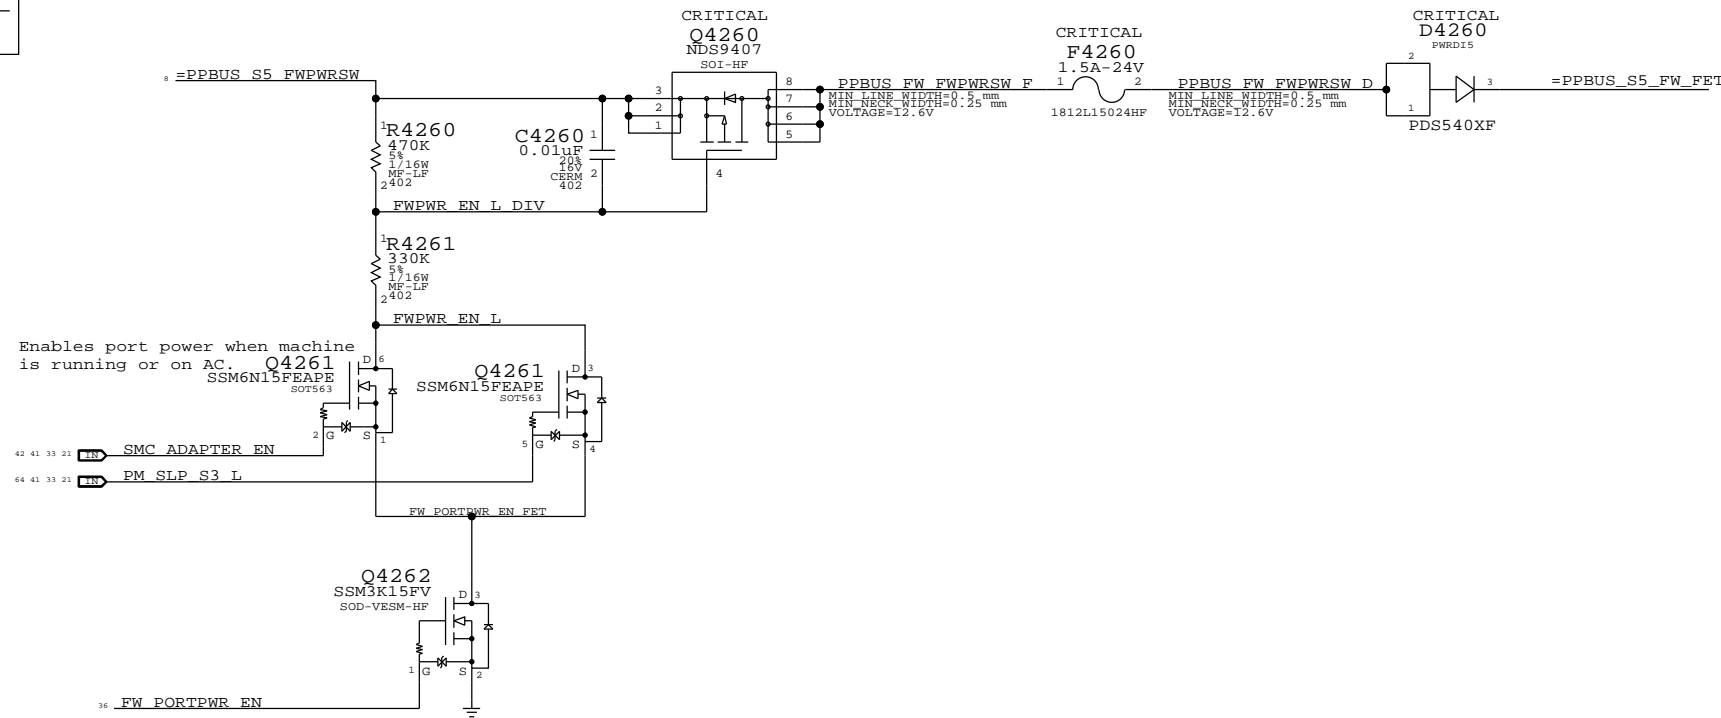 CRITICAL
Q4260
NDS9407
SOI-HF
CRITICAL
F4260
1.5A-24V
CRITICAL
D4260
PWRDI5
8 =PPBUS_S5_FWPWRSW
3
2
1
8
7
6
5
4
PPBUS_FW_FWPWRSW_F
MIN_LINE_WIDTH=0.5 mm
MIN_NECK_WIDTH=0.25 mm
VOLTAGE=12.6V
1 2
1812L15024HF
PPBUS_FW_FWPWRSW_D
MIN_LINE_WIDTH=0.5 mm
MIN_NECK_WIDTH=0.25 mm
VOLTAGE=12.6V
2
1
3
PDS540XF
=PPBUS_S5_FW_FET
1
R4260
470K
5%
1/16W
MF-LF
402
2
C4260
0.01uF
20%
16V
CERM
402
1
2
FWPWR_EN_L_DIV
1
R4261
330K
5%
1/16W
MF-LF
402
2
FWPWR_EN_L
Enables port power when machine
is running or on AC.
Q4261
SSM6N15FEAPE
SOT563
D 6
2 G S 1
Q4261
SSM6N15FEAPE
SOT563
D 3
5 G S 4
42 41 33 21 IN SMC_ADAPTER_EN
64 41 33 21 IN PM_SLP_S3_L
FW_PORTPWR_EN_FET
Q4262
SSM3K15FV
SOD-VESM-HF
D 3
1 G S 2
36 FW_PORTPWR_EN